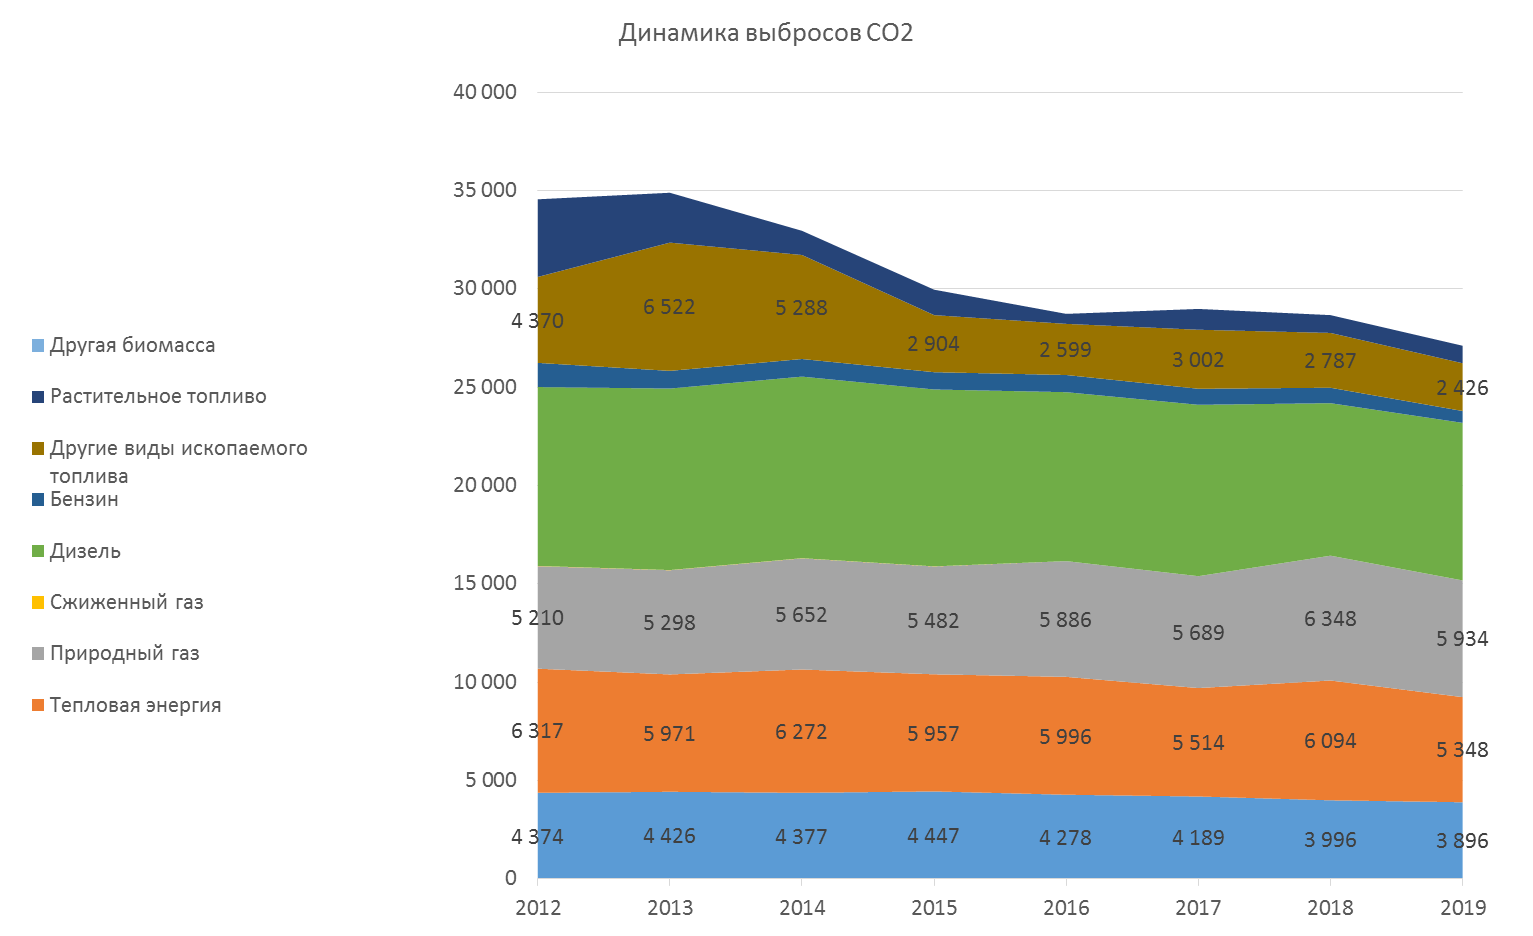 Динамика выбросов CO2
40 000
35 000
30 000
25 000
20 000
15 000
10 000
5 000
0
Другая биомасса
Растительное топливо
Другие виды ископаемого
топлива
Бензин
Дизель
Сжиженный газ
Природный газ
Тепловая энергия
4 370 6 522 5 288 2 904 2 599 3 002 2 787 2 426
5 210 5 298 5 652 5 482 5 886 5 689 6 348 5 934
6 317 5 971 6 272 5 957 5 996 5 514 6 094 5 348
4 374 4 426 4 377 4 447 4 278 4 189 3 996 3 896
2012 2013 2014 2015 2016 2017 2018 2019